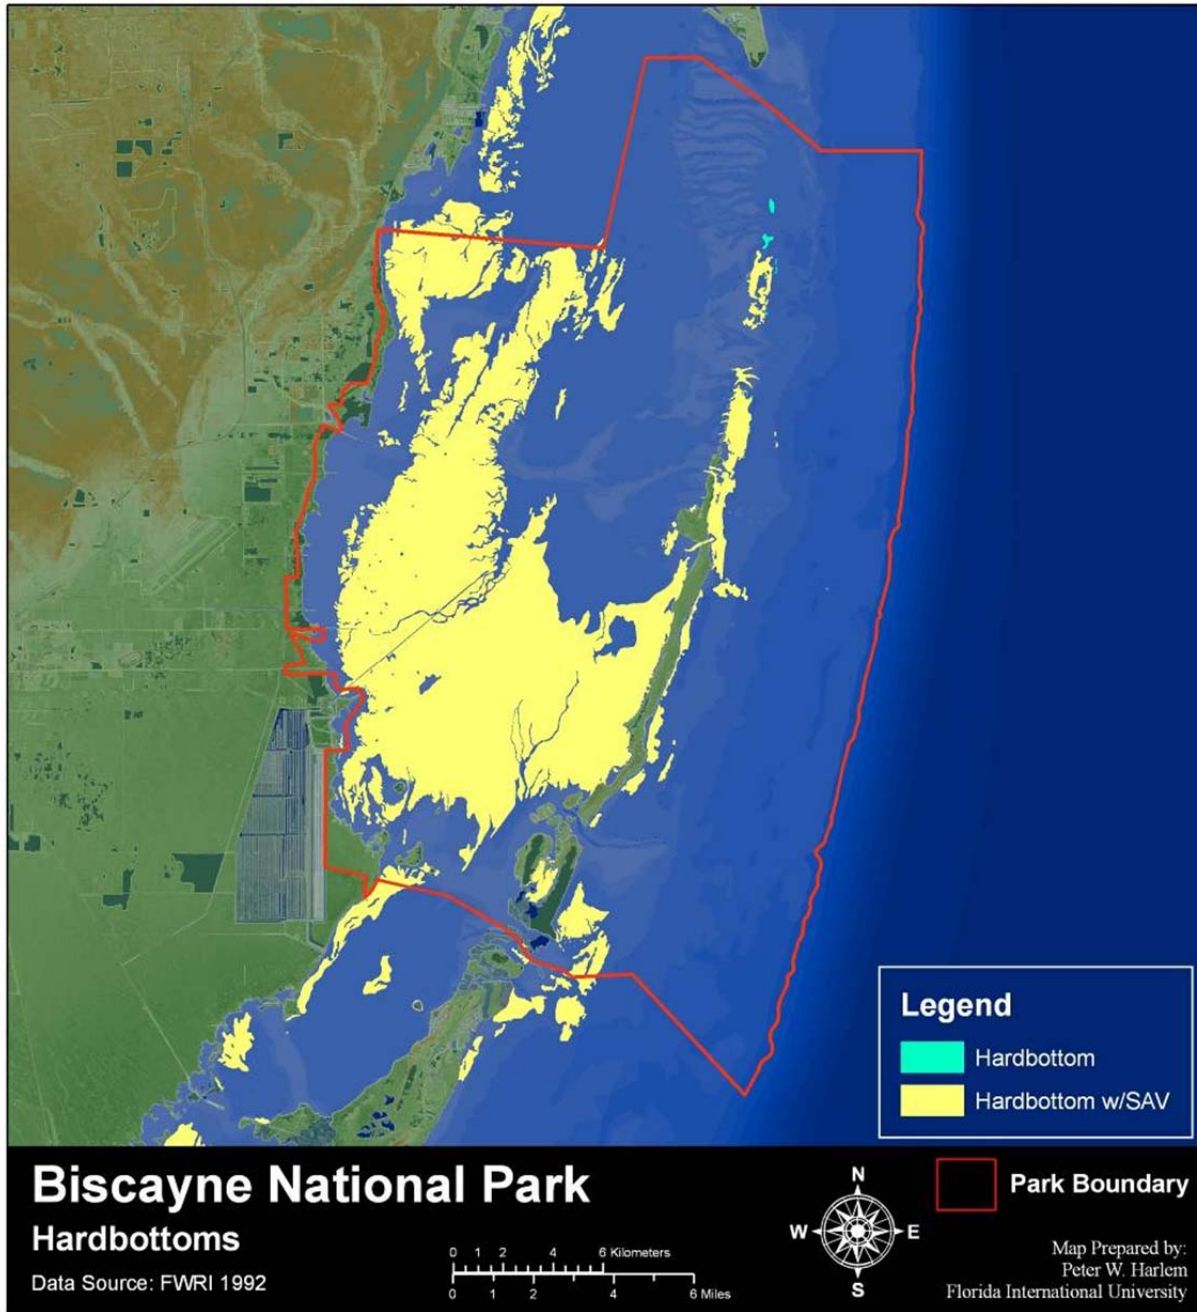 Legend
Hardbottom
Hardbottom w/SAV
Biscayne National Park
Hardbottoms
Data Source: FWRI 1992
0 1 2 4 6 Kilometers
0 1 2 4 6 Miles
N
W E
S
Park Boundary
Map Prepared by:
Peter W. Harlem
Florida International University